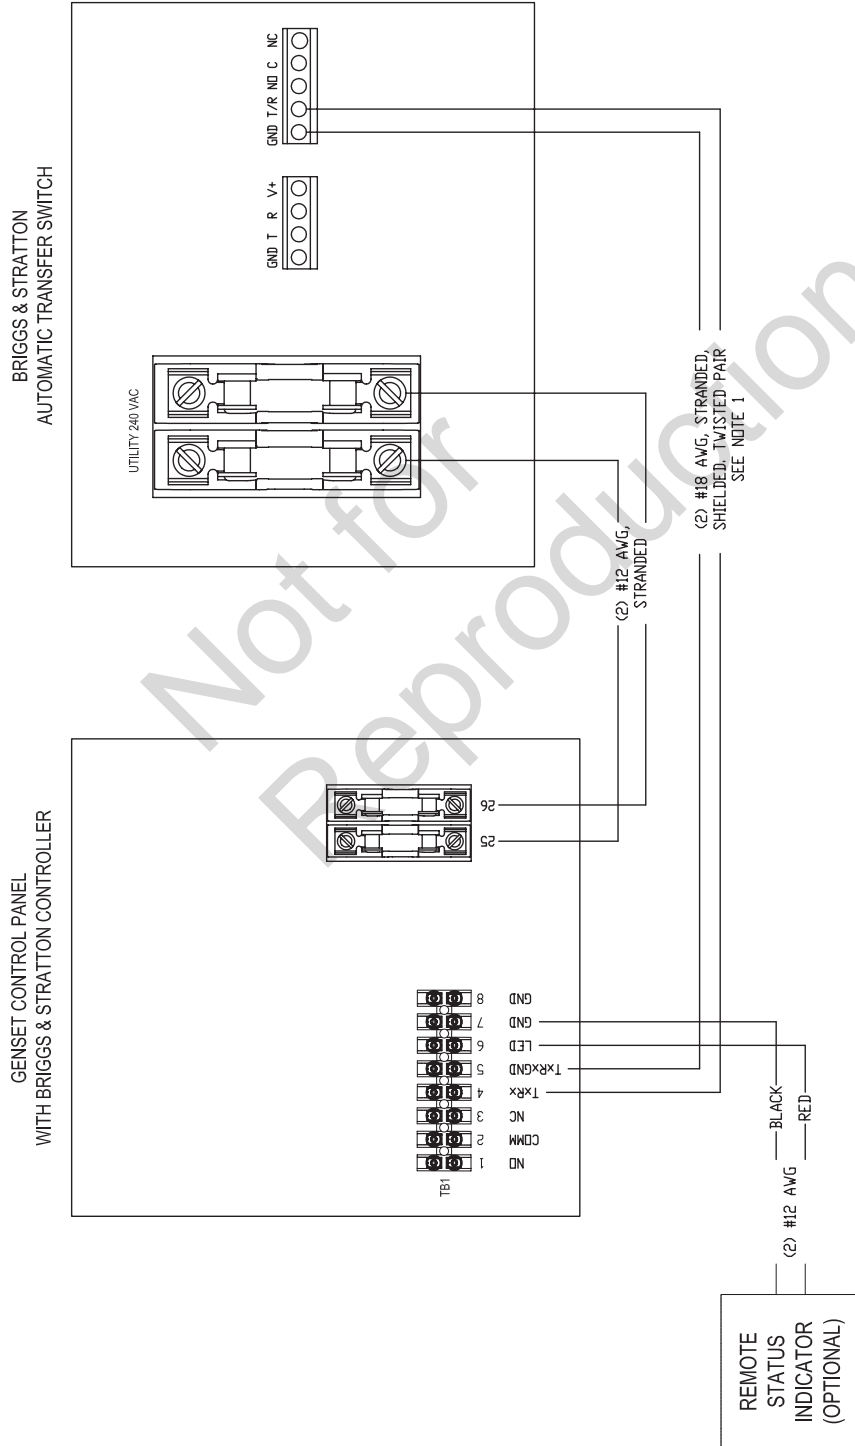 BRIGGS & STRATTON
AUTOMATIC TRANSFER SWITCH
GND T/R NO C NC
GND T R V+
UTILITY 240 VAC
(2) #12 AWG,
STRANDED
(2) #18 AWG, STRANDED,
SHIELDED, TWISTED PAIR
SEE NOTE 1
GENSET CONTROL PANEL
WITH BRIGGS & STRATTON CONTROLLER
26
25
8 GND
7 GND
6 LED
5 TxRxGND
4 TxRx
3 NC
2 COMM
1 NO
TB1
BLACK
RED
(2) #12 AWG
REMOTE
STATUS
INDICATOR
(OPTIONAL)
Not for
Reproduction